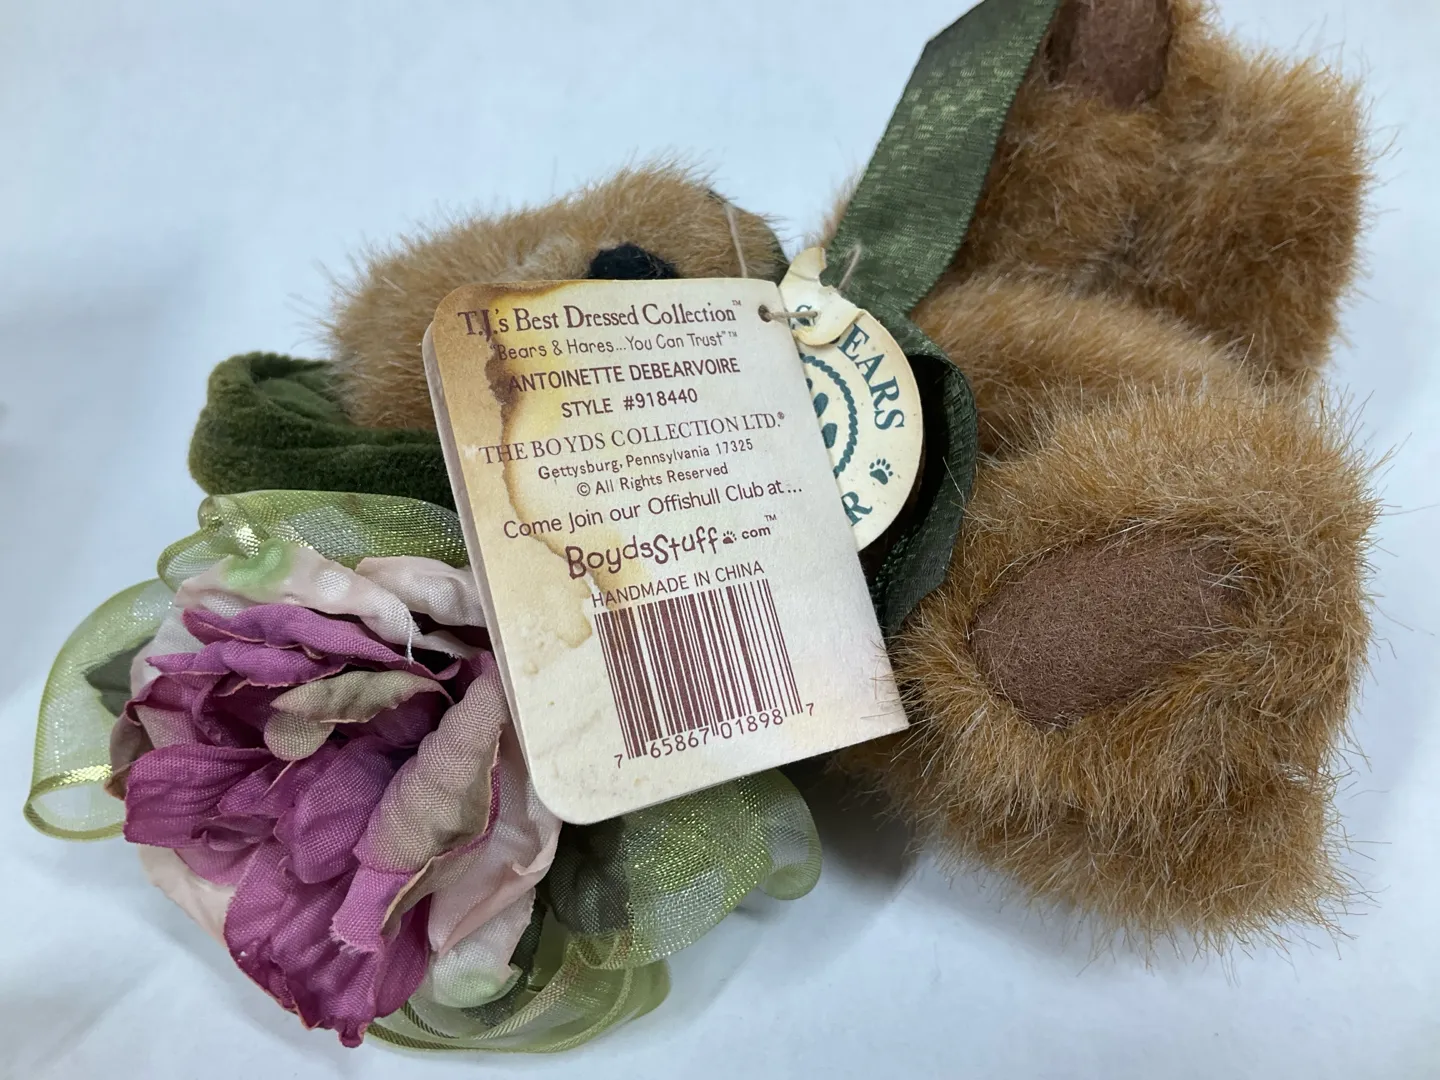 T.J.'s Best Dressed Collection™
"Bears & Hares...You Can Trust"™
ANTOINETTE DEBEARVOIRE
STYLE #918440
THE BOYDS COLLECTION LTD.®
Gettysburg, Pennsylvania 17325
© All Rights Reserved
Come Join our Offishull Club at...
BoydsStuff.com™
HANDMADE IN CHINA
7 65867 01898 7
EARS